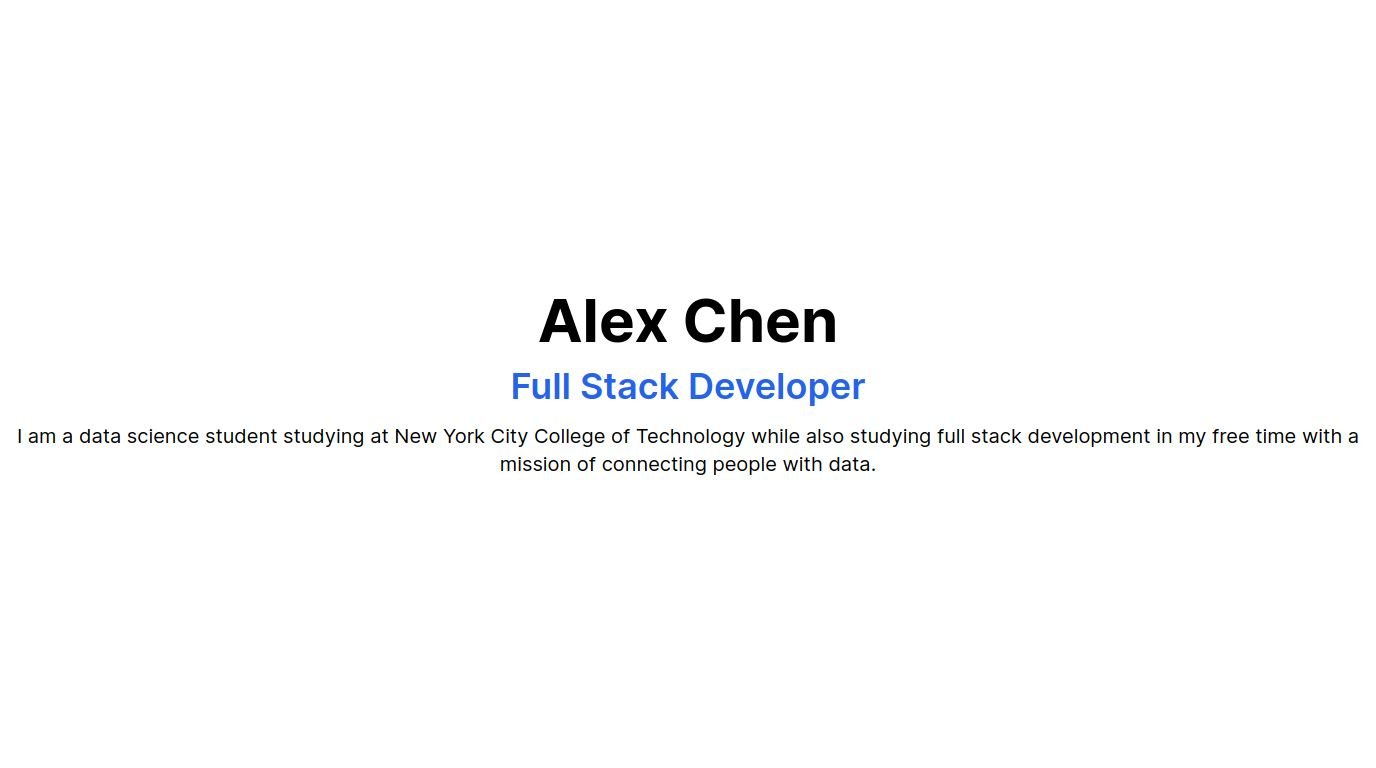 Alex Chen
Full Stack Developer
I am a data science student studying at New York City College of Technology while also studying full stack development in my free time with a
mission of connecting people with data.